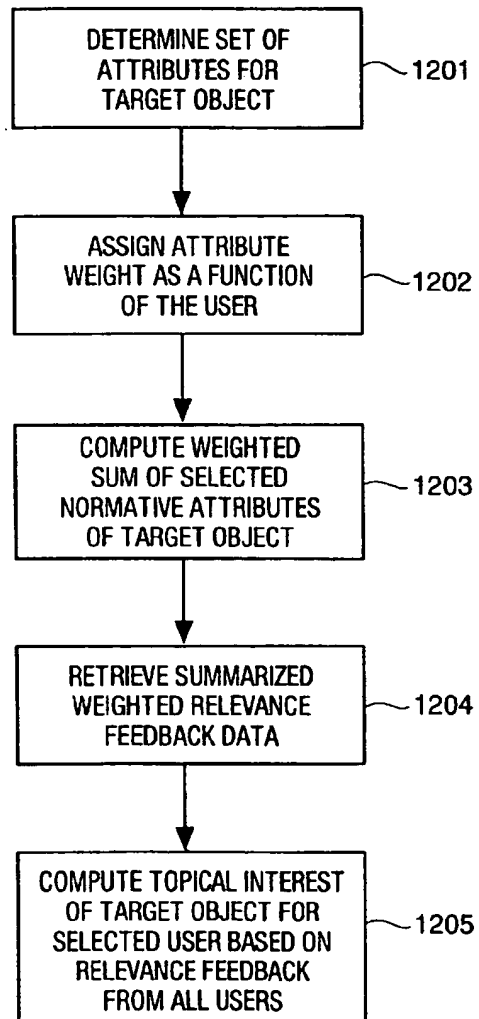 DETERMINE SET OF
ATTRIBUTES FOR
TARGET OBJECT
1201
ASSIGN ATTRIBUTE
WEIGHT AS A FUNCTION
OF THE USER
1202
COMPUTE WEIGHTED
SUM OF SELECTED
NORMATIVE ATTRIBUTES
OF TARGET OBJECT
1203
RETRIEVE SUMMARIZED
WEIGHTED RELEVANCE
FEEDBACK DATA
1204
COMPUTE TOPICAL INTEREST
OF TARGET OBJECT FOR
SELECTED USER BASED ON
RELEVANCE FEEDBACK
FROM ALL USERS
1205